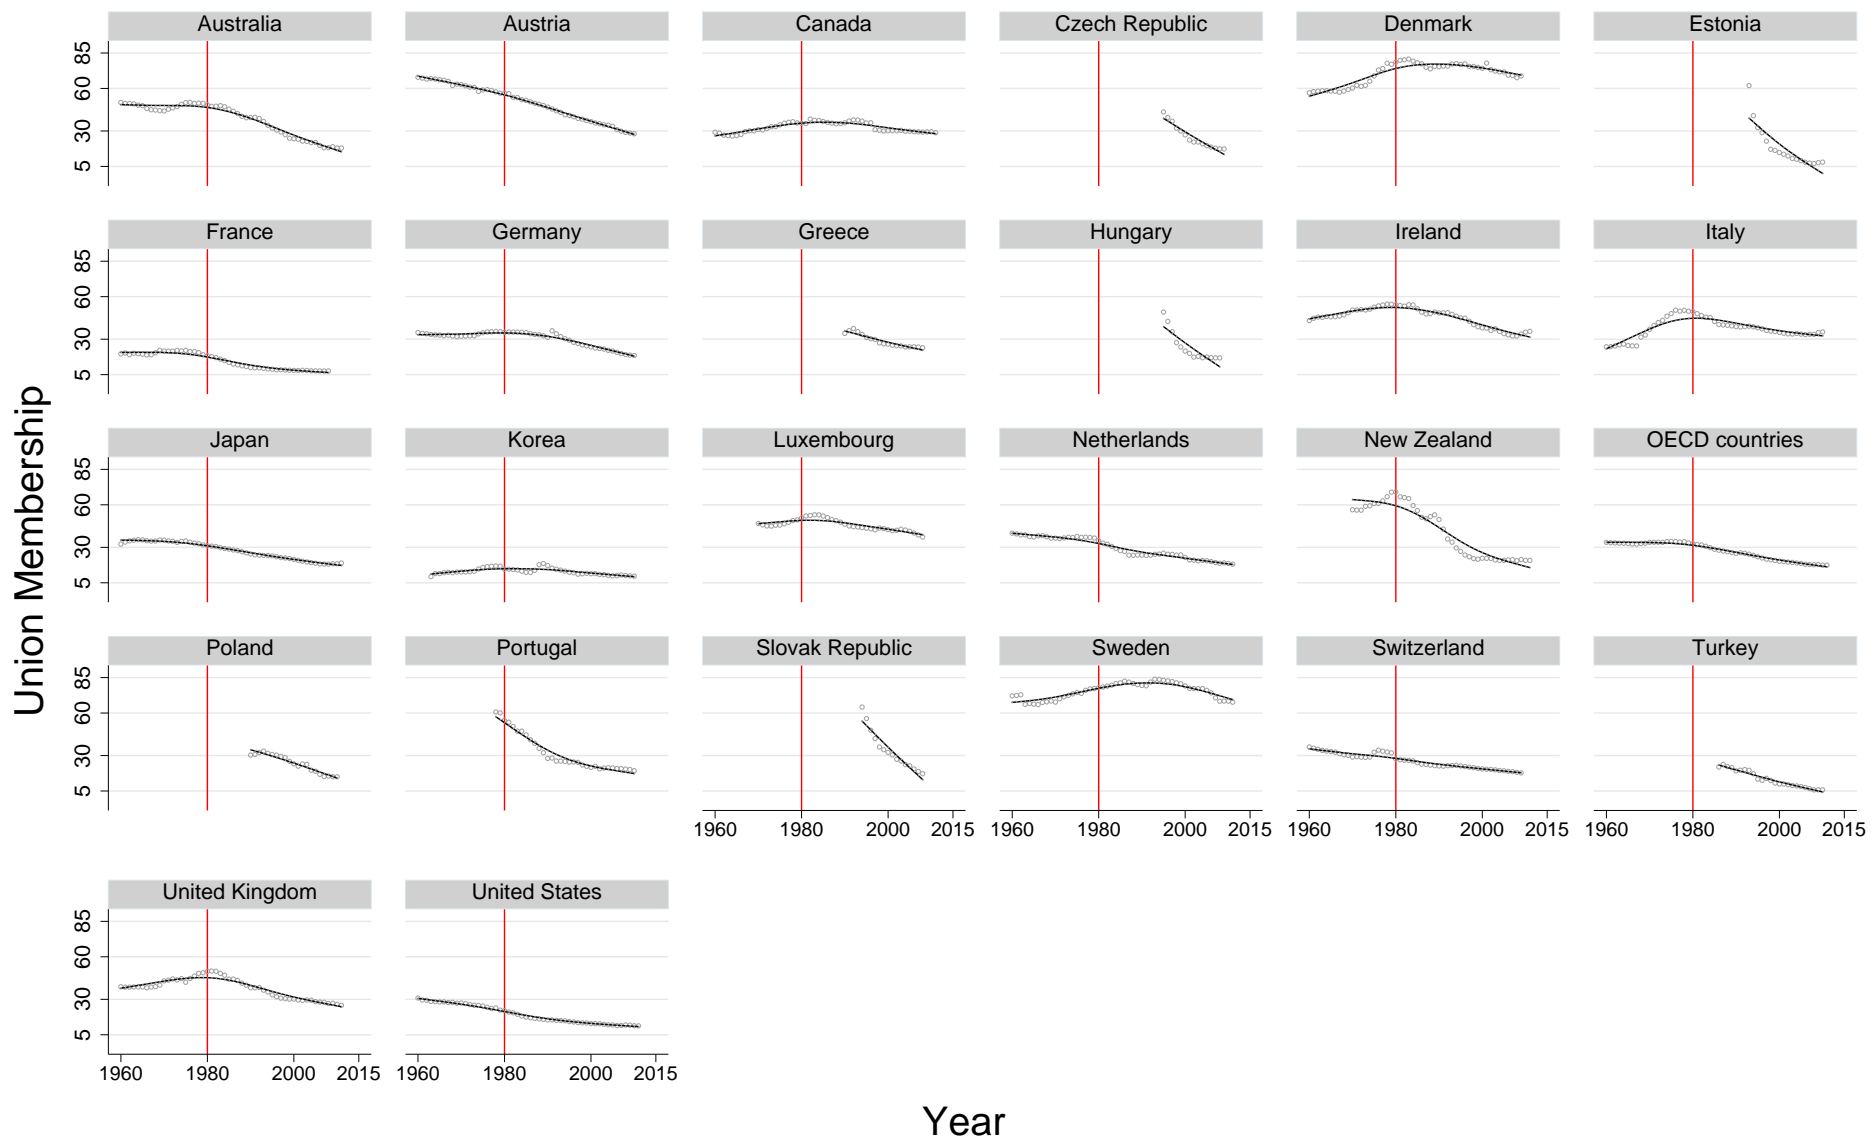 Australia Austria Canada Czech Republic Denmark Estonia
85
60
30
5
France Germany Greece Hungary Ireland Italy
85
60
30
5
Japan Korea Luxembourg Netherlands New Zealand OECD countries
85
60
30
5
Poland Portugal Slovak Republic Sweden Switzerland Turkey
85
60
30
5
1960 1980 2000 2015 1960 1980 2000 2015 1960 1980 2000 2015 1960 1980 2000 2015
United Kingdom United States
85
60
30
5
1960 1980 2000 2015 1960 1980 2000 2015
Union Membership
Year